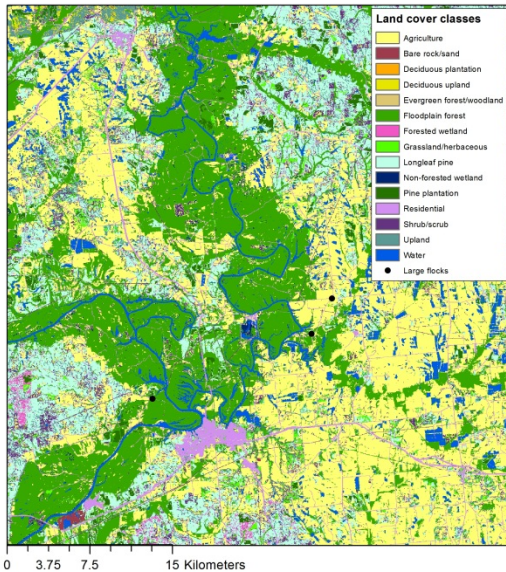 Land cover classes
Agriculture
Bare rock/sand
Deciduous plantation
Deciduous upland
Evergreen forest/woodland
Floodplain forest
Forested wetland
Grassland/herbaceous
Longleaf pine
Non-forested wetland
Pine plantation
Residential
Shrub/scrub
Upland
Water
Large flocks
0 3.75 7.5 15 Kilometers